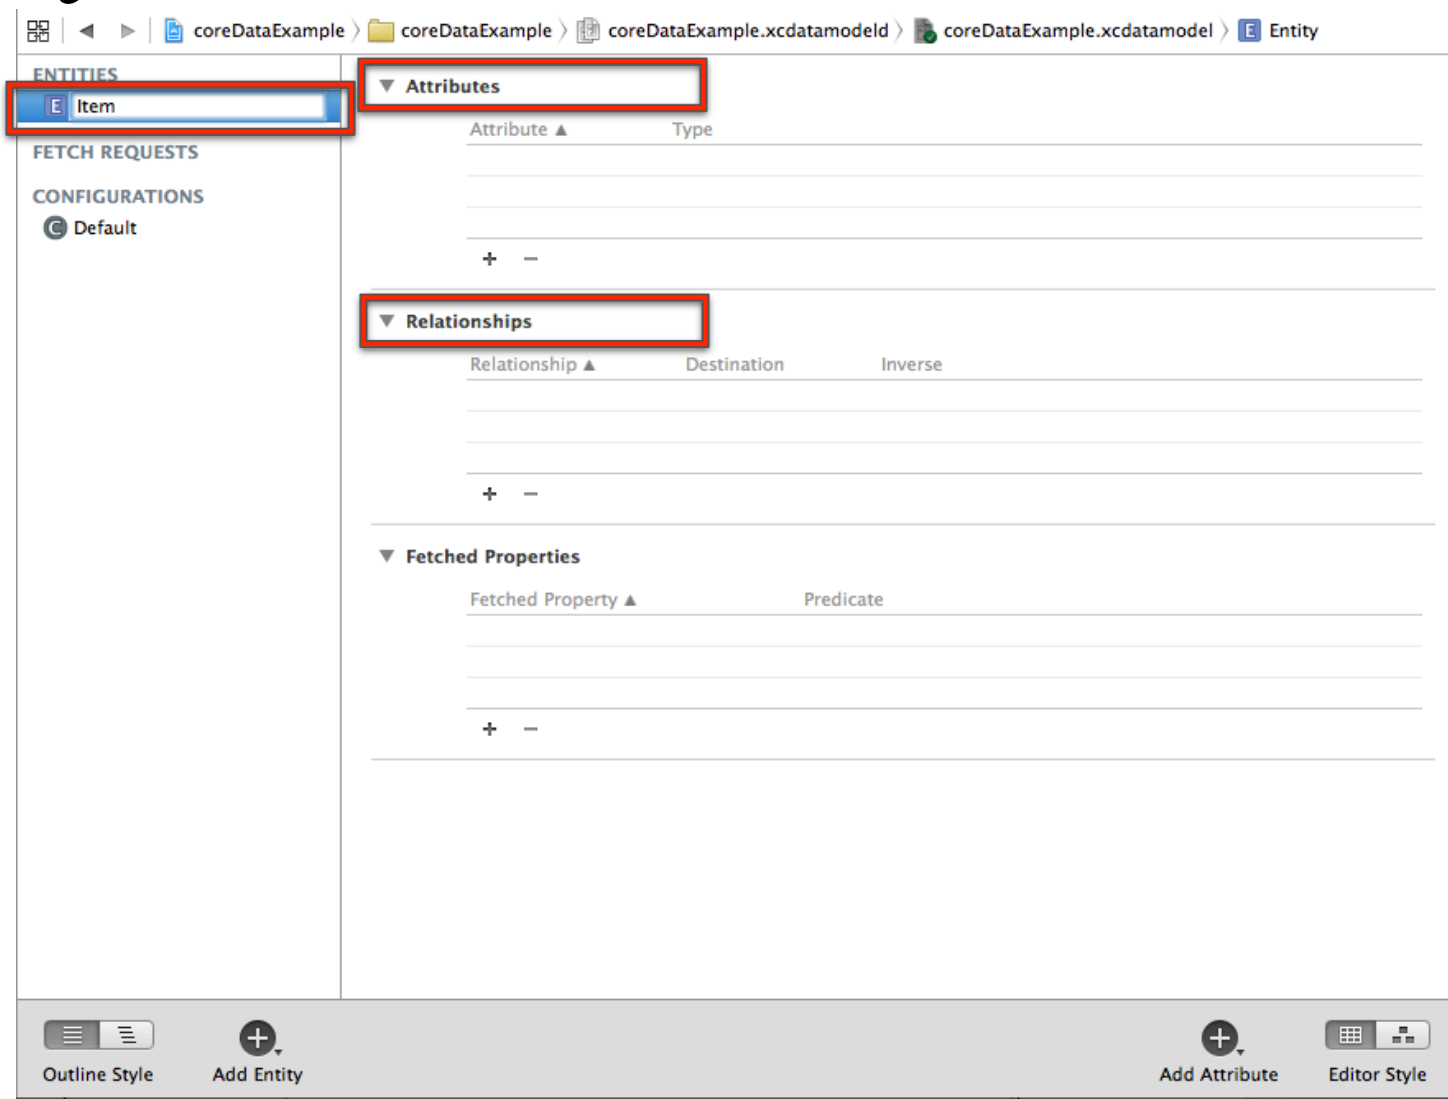 coreDataExample coreDataExample coreDataExample.xcdatamodeld coreDataExample.xcdatamodel E Entity
ENTITIES
E Item
FETCH REQUESTS
CONFIGURATIONS
C Default
Attributes
Attribute Type
Relationships
Relationship Destination Inverse
Fetched Properties
Fetched Property Predicate
Outline Style Add Entity Add Attribute Editor Style